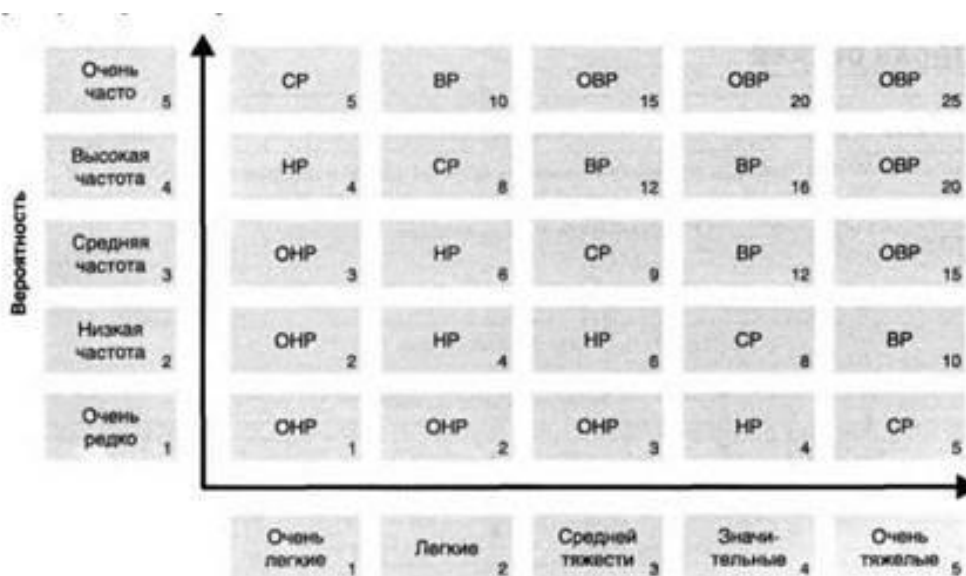 Вероятность
Очень
часто 5
СР 5
ВР 10
ОВР 15
ОВР 20
ОВР 25
Высокая
частота 4
НР 4
СР 8
ВР 12
ВР 16
ОВР 20
Средняя
частота 3
ОНР 3
НР 6
СР 9
ВР 12
ОВР 15
Низкая
частота 2
ОНР 2
НР 4
НР 6
СР 8
ВР 10
Очень
редко 1
ОНР 1
ОНР 2
ОНР 3
НР 4
СР 5
Очень
легкие 1
Легкие 2
Средней
тяжести 3
Значи-
тельные 4
Очень
тяжелые 5